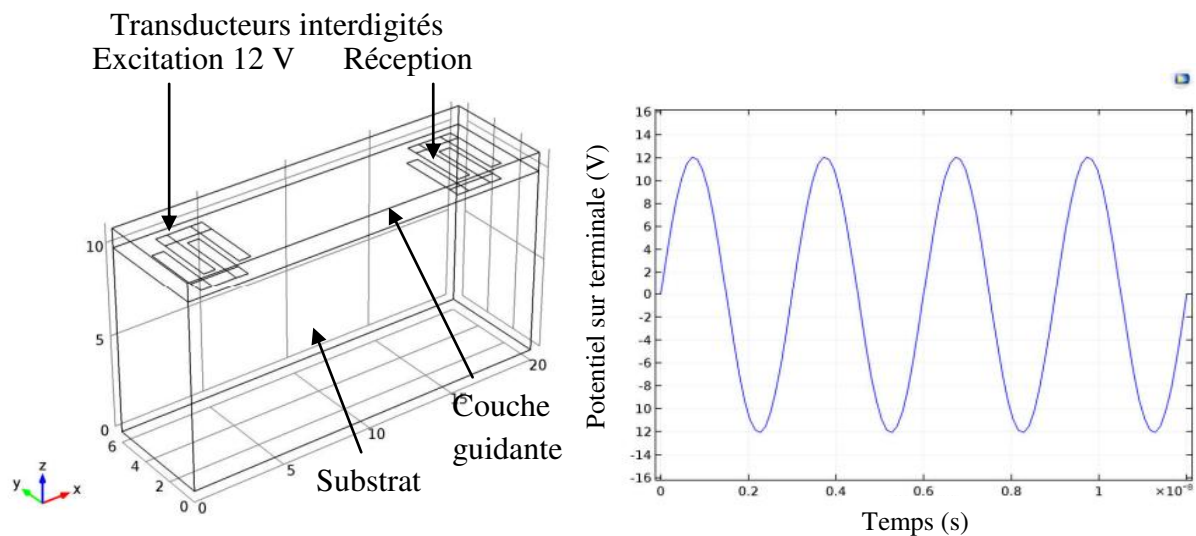 Transducteurs interdigités
Excitation 12 V Réception
10
5
0
6
4
2
0 0
5
10
15
20
z
y
x
Couche
guidante
Substrat
Potentiel sur terminale (V)
16
14
12
10
8
6
4
2
0
-2
-4
-6
-8
10
12
-14
-16
0 0.2 0.4 0.6 0.8 1 ×10⁻⁸
Temps (s)